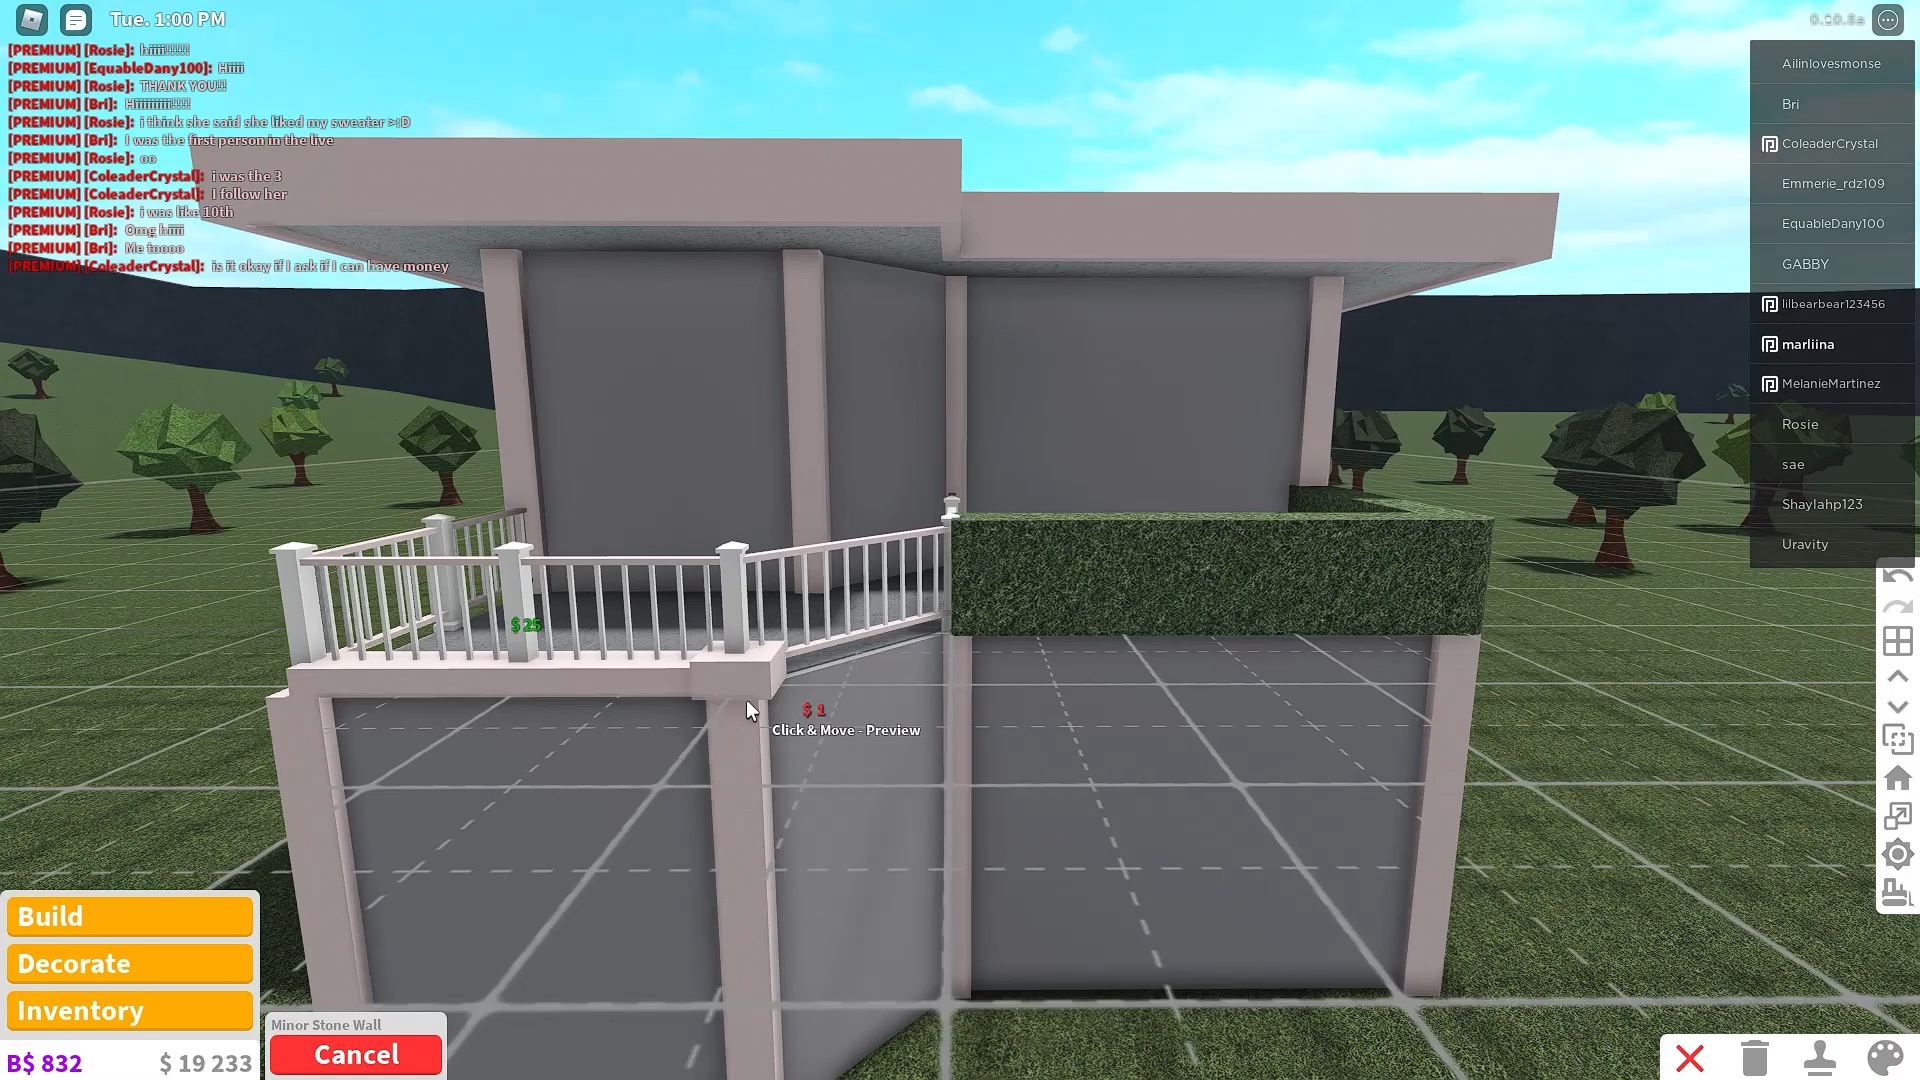 Tue. 1:00 PM
[PREMIUM] [Rosie]: hiiii!!!!!
[PREMIUM] [EquableDany100]: Hiiii
[PREMIUM] [Rosie]: THANK YOU!!
[PREMIUM] [Bri]: Hiiiiiiiii!!!!
[PREMIUM] [Rosie]: i think she said she liked my sweater >:D
[PREMIUM] [Bri]: I was the first person in the live
[PREMIUM] [Rosie]: oo
[PREMIUM] [ColeaderCrystal]: i was the 3
[PREMIUM] [ColeaderCrystal]: I follow her
[PREMIUM] [Rosie]: i was like 10th
[PREMIUM] [Bri]: Omg hiiii
[PREMIUM] [Bri]: Me toooo
[PREMIUM] [ColeaderCrystal]: is it okay if I ask if I can have money
Ailinlovesmonse
Bri
ColeaderCrystal
Emmerie_rdz109
EquableDany100
GABBY
lilbearbear123456
marliina
MelanieMartinez
Rosie
sae
Shaylahp123
Uravity
$ 25
$ 1
Click & Move - Preview
Build
Decorate
Inventory
B$ 832
$ 19 233
Minor Stone Wall
Cancel